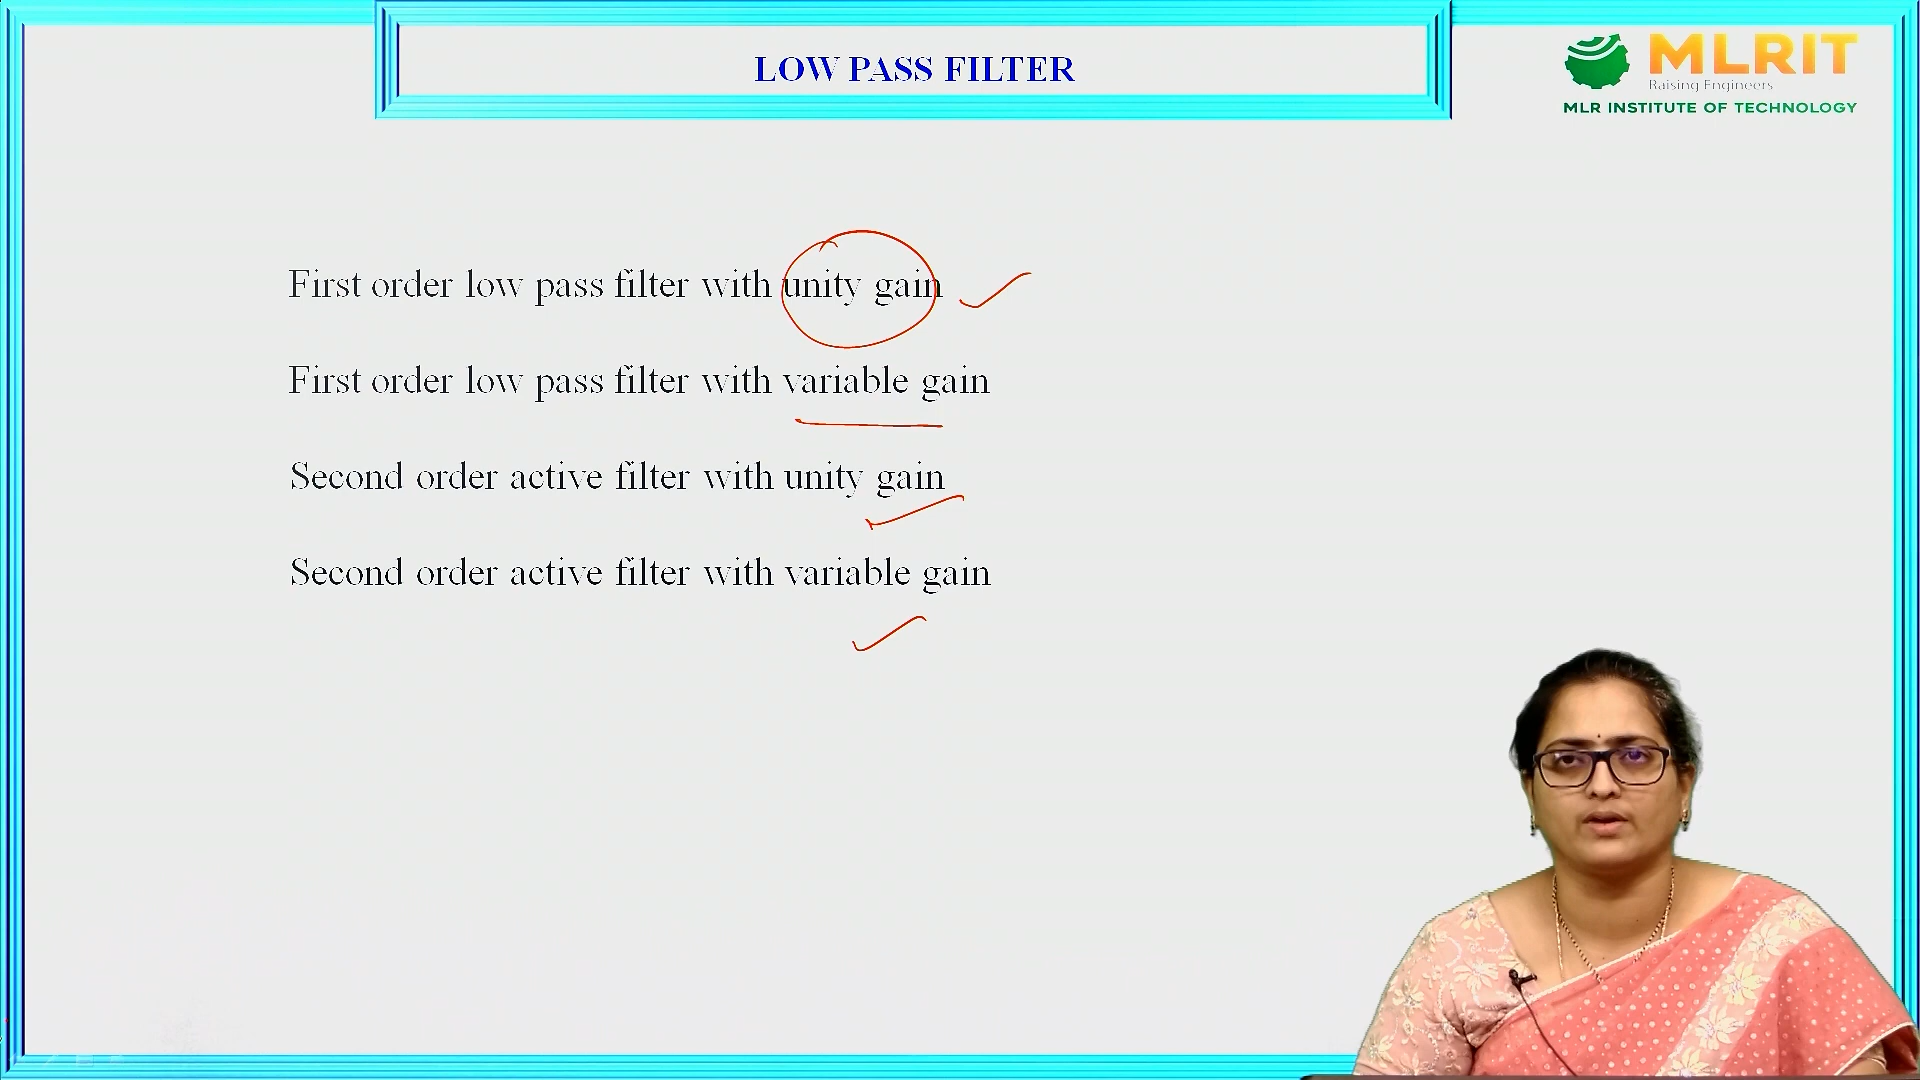 LOW PASS FILTER
MLRIT
Raising Engineers
MLR INSTITUTE OF TECHNOLOGY
First order low pass filter with unity gain
First order low pass filter with variable gain
Second order active filter with unity gain
Second order active filter with variable gain